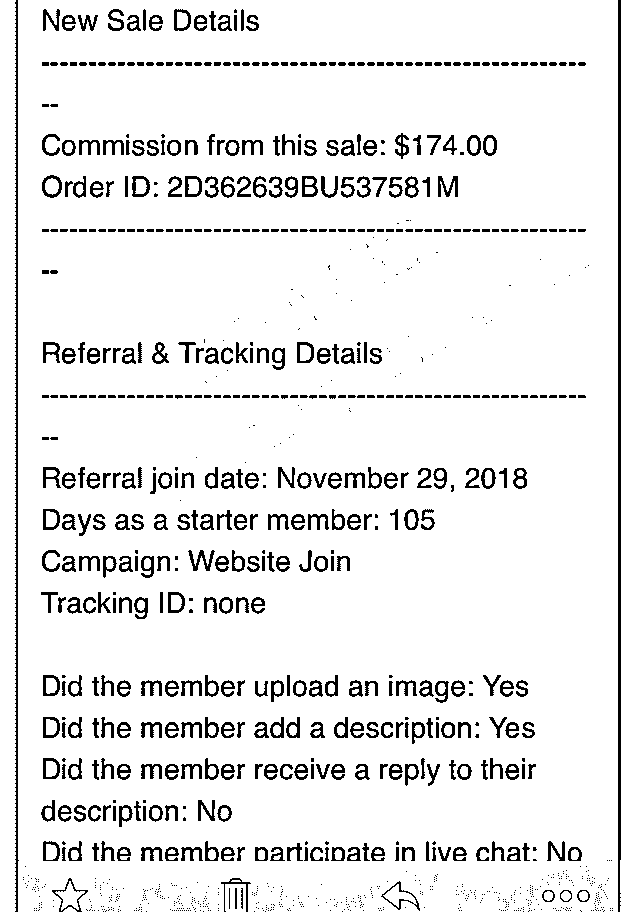 New Sale Details
----------------------------------------------------------
--
Commission from this sale: $174.00
Order ID: 2D362639BU537581M
----------------------------------------------------------
--
Referral & Tracking Details
----------------------------------------------------------
--
Referral join date: November 29, 2018
Days as a starter member: 105
Campaign: Website Join
Tracking ID: none
Did the member upload an image: Yes
Did the member add a description: Yes
Did the member receive a reply to their
description: No
Did the member participate in live chat: No